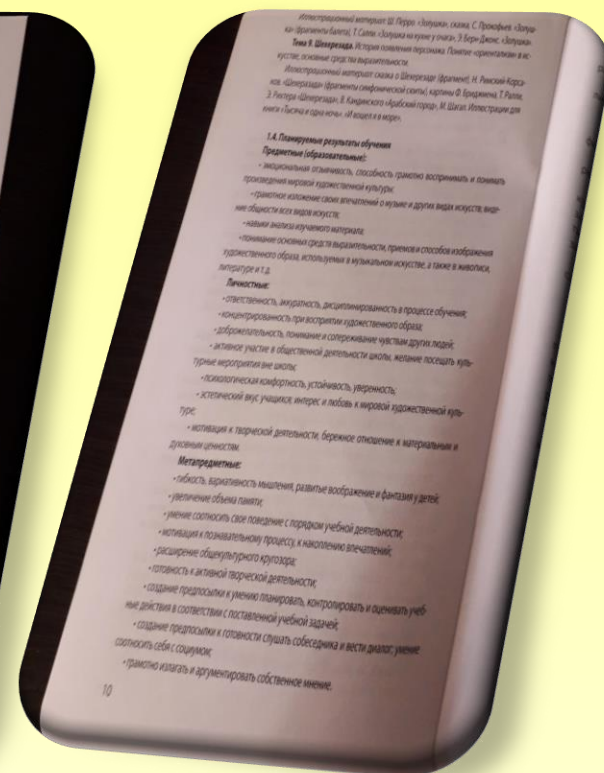 Иллюстрационный материал: Ш. Перро. «Золушка», сказка, С. Прокофьев. «Золуш-
ка» (фрагменты балета), Т. Салли. «Золушка на кухне у очага», Э. Берн-Джонс. «Золушка».
Тема 9. Шехерезада. История появления персонажа. Понятие «ориентализм» в ис-
кусстве, основные средства выразительности.
Иллюстрационный материал: сказка о Шехерезаде (фрагмент), Н. Римский-Корса-
ков. «Шехеразада» (фрагменты симфонической сюиты), картины Ф. Бриджмена, Т. Ралли,
Э. Рихтера «Шехерезада», В. Кандинского «Арабский город», М. Шагал. Иллюстрации для
книги «Тысяча и одна ночь». «И вошел я в море».
1.4. Планируемые результаты обучения
Предметные (образовательные):
• эмоциональная отзывчивость, способность грамотно воспринимать и понимать
произведения мировой художественной культуры;
• грамотное изложение своих впечатлений о музыке и других видах искусств, виде-
ние общности всех видов искусств;
• навыки анализа изучаемого материала;
• понимание основных средств выразительности, приемов и способов изображения
художественного образа, используемых в музыкальном искусстве, а также в живописи,
литературе и т.д.
Личностные:
• ответственность, аккуратность, дисциплинированность в процессе обучения;
• концентрированность при восприятии художественного образа;
• доброжелательность, понимание и сопереживание чувствам других людей;
• активное участие в общественной деятельности школы, желание посещать куль-
турные мероприятия вне школы;
• психологическая комфортность, устойчивость, уверенность;
• эстетический вкус учащихся, интерес и любовь к мировой художественной куль-
туре;
• мотивация к творческой деятельности, бережное отношение к материальным и
духовным ценностям.
Метапредметные:
• гибкость, вариативность мышления, развитые воображение и фантазия у детей;
• увеличение объема памяти;
• умение соотносить свое поведение с порядком учебной деятельности;
• мотивация к познавательному процессу, к накоплению впечатлений;
• расширение общекультурного кругозора;
• готовность к активной творческой деятельности;
• создание предпосылки к умению планировать, контролировать и оценивать учеб-
ные действия в соответствии с поставленной учебной задачей;
• создание предпосылки к готовности слушать собеседника и вести диалог; умение
соотносить себя с социумом;
• грамотно излагать и аргументировать собственное мнение.
10